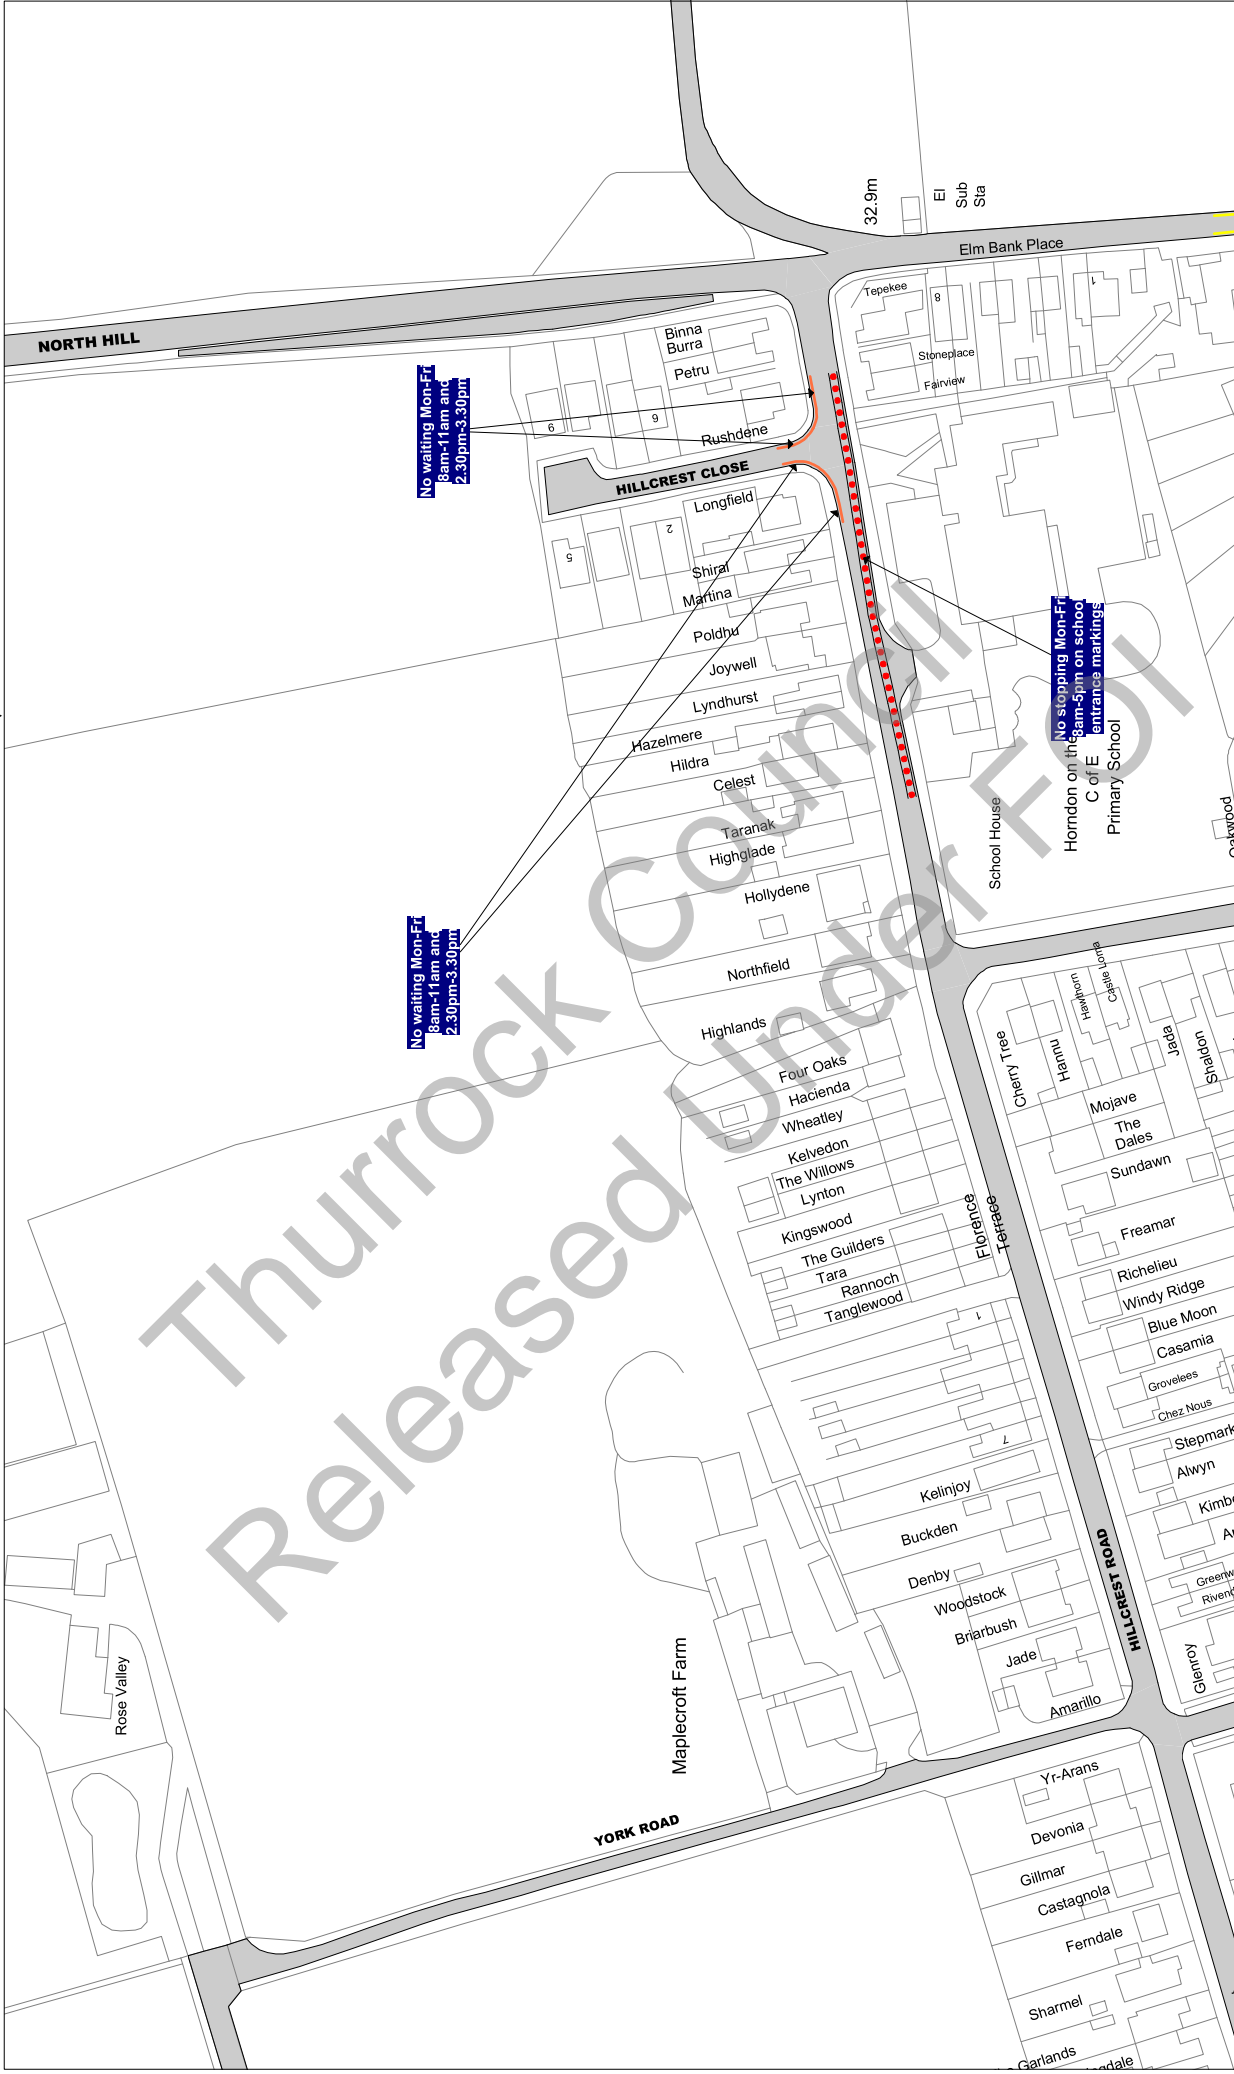 NORTH HILL
32.9m
El
Sub
Sta
Elm Bank Place
Tepekee
8
1
Stoneplace
Fairview
Binna
Burra
Petru
Rushdene
6
9
No waiting Mon-Fri
8am-11am and
2.30pm-3.30pm
HILLCREST CLOSE
Longfield
2
5
Shiral
Martina
Poldhu
Joywell
Lyndhurst
Hazelmere
Hildra
Celest
Taranak
Highglade
Hollydene
Northfield
Highlands
Four Oaks
Hacienda
Wheatley
Kelvedon
The Willows
Lynton
Kingswood
The Guilders
Tara
Rannoch
Tanglewood
Florence
Terrace
No stopping Mon-Fri
8am-5pm on school
entrance markings
Horndon on the
C of E
Primary School
School House
Oakwood
No waiting Mon-Fri
8am-11am and
2.30pm-3.30pm
Cherry Tree
Hannu
Hawthorn
Castle Loma
Jada
Shaldon
Mojave
The
Dales
Sundawn
Freamar
Richelieu
Windy Ridge
Blue Moon
Casamia
Grovelees
Chez Nous
Stepmark
Alwyn
Glenroy
1
7
Kelinjoy
Buckden
Denby
Woodstock
Briarbush
Jade
Amarillo
HILLCREST ROAD
Maplecroft Farm
Rose Valley
YORK ROAD
Yr-Arans
Devonia
Gillmar
Castagnola
Ferndale
Sharmel
Garlands
Thurrock Council
Released Under FOI